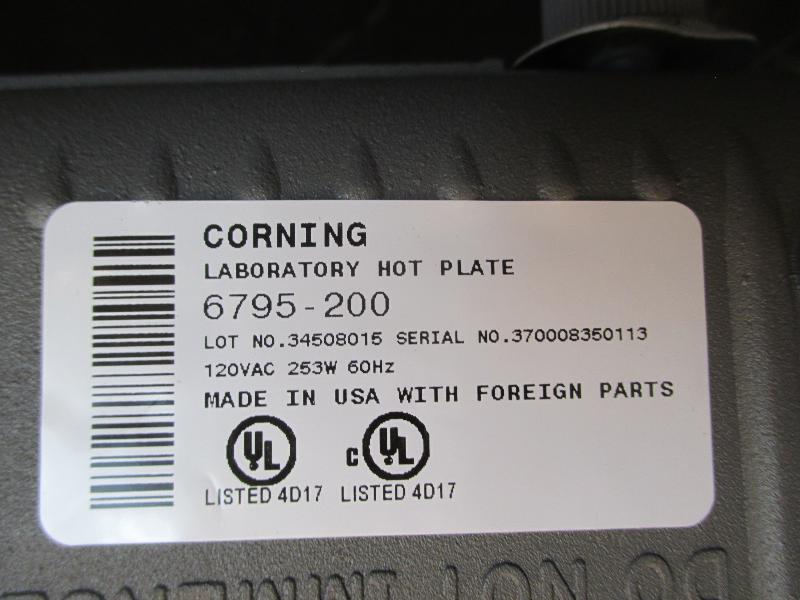 CORNING
LABORATORY HOT PLATE
6795-200
LOT NO.34508015 SERIAL NO.370008350113
120VAC 253W 60Hz
MADE IN USA WITH FOREIGN PARTS
UL C UL
LISTED 4D17 LISTED 4D17
DO NOT IMMERSE